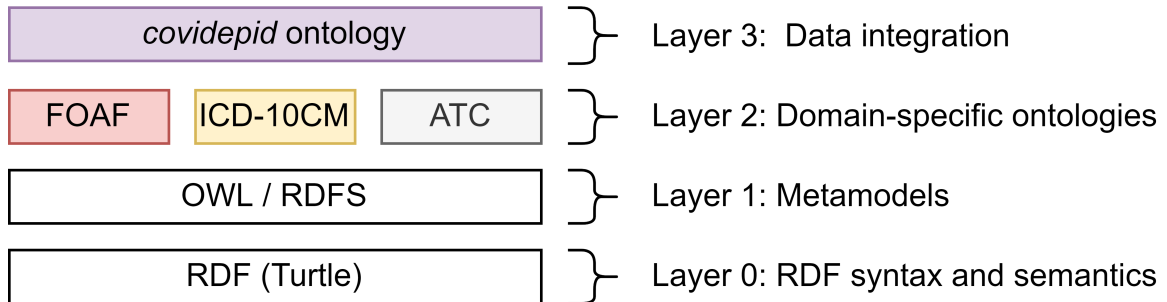 covidepid ontology Layer 3: Data integration
FOAF ICD-10CM ATC Layer 2: Domain-specific ontologies
OWL / RDFS Layer 1: Metamodels
RDF (Turtle) Layer 0: RDF syntax and semantics